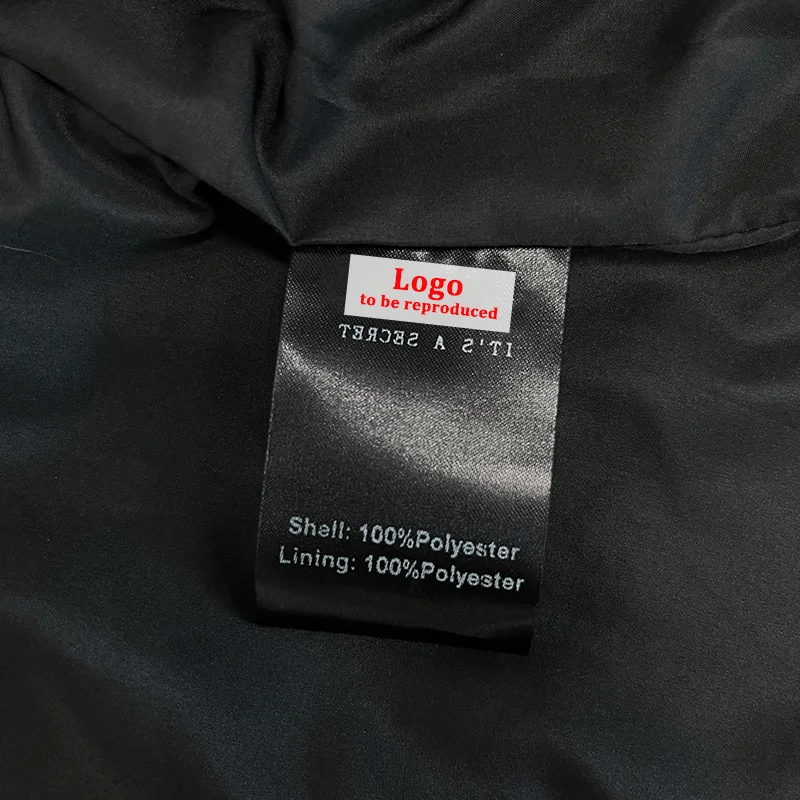 Logo
to be reproduced
IT'S A SECRET
Shell: 100%Polyester
Lining: 100%Polyester